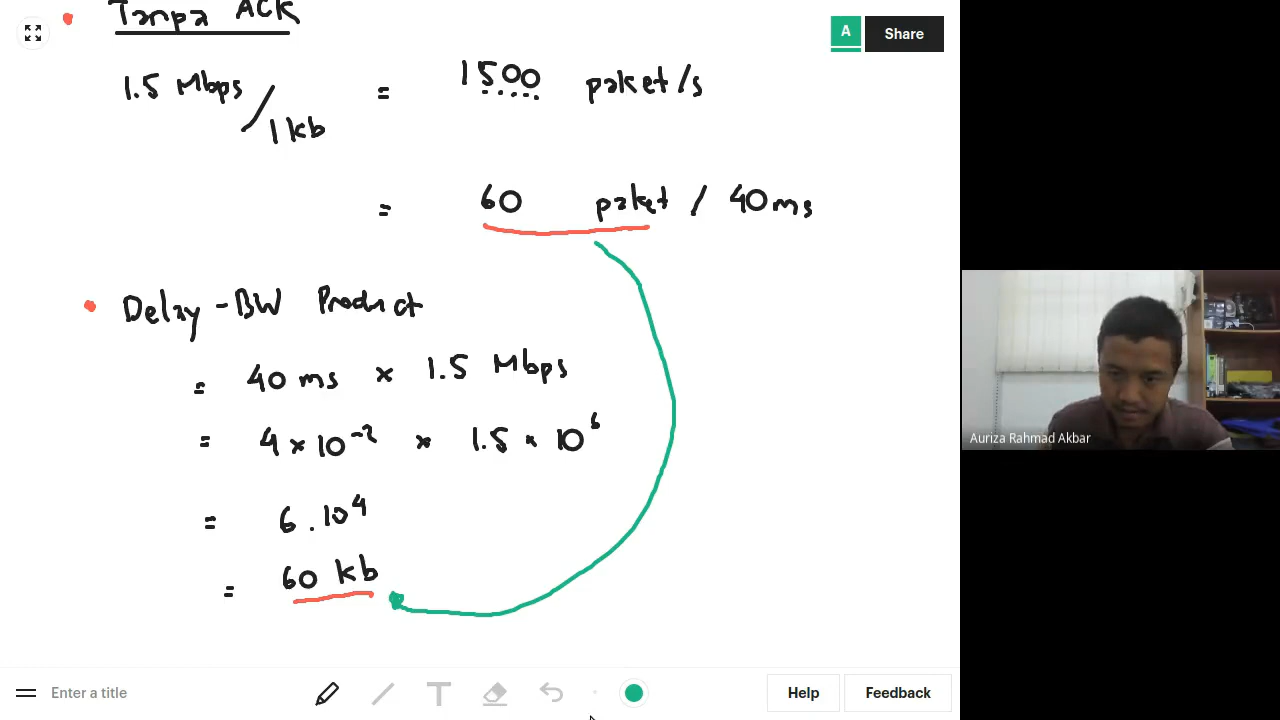 Tanpa ACK
A
Share
1.5 Mbps / 1 kb = 1500 paket/s
= 60 paket / 40 ms
Delay-BW Product
= 40 ms × 1.5 Mbps
= 4 × 10⁻² × 1.5 × 10⁶
= 6 . 10⁴
= 60 kb
Auriza Rahmad Akbar
Enter a title
T
Help
Feedback